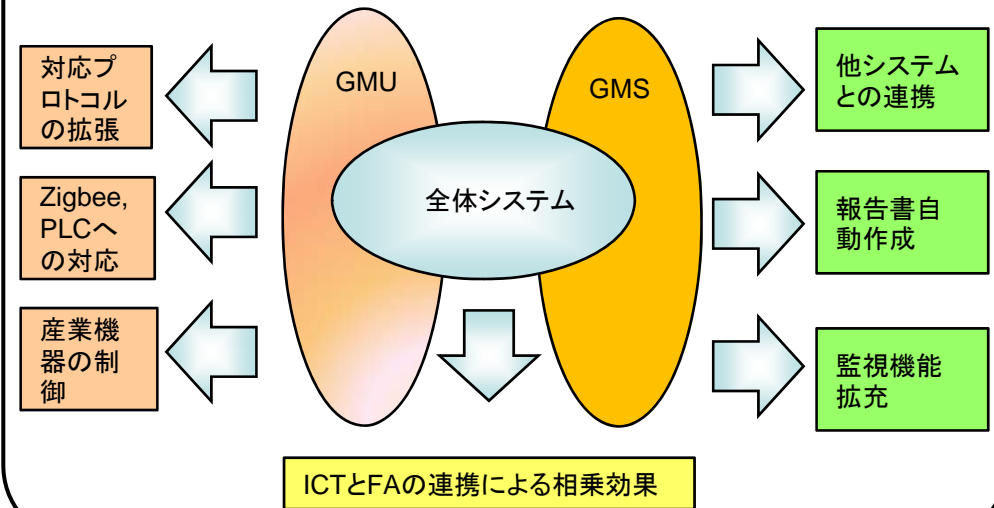 対応プ
ロトコル
の拡張
Zigbee,
PLCへ
の対応
産業機
器の制
御
GMU
GMS
全体システム
他システム
との連携
報告書自
動作成
監視機能
拡充
ICTとFAの連携による相乗効果